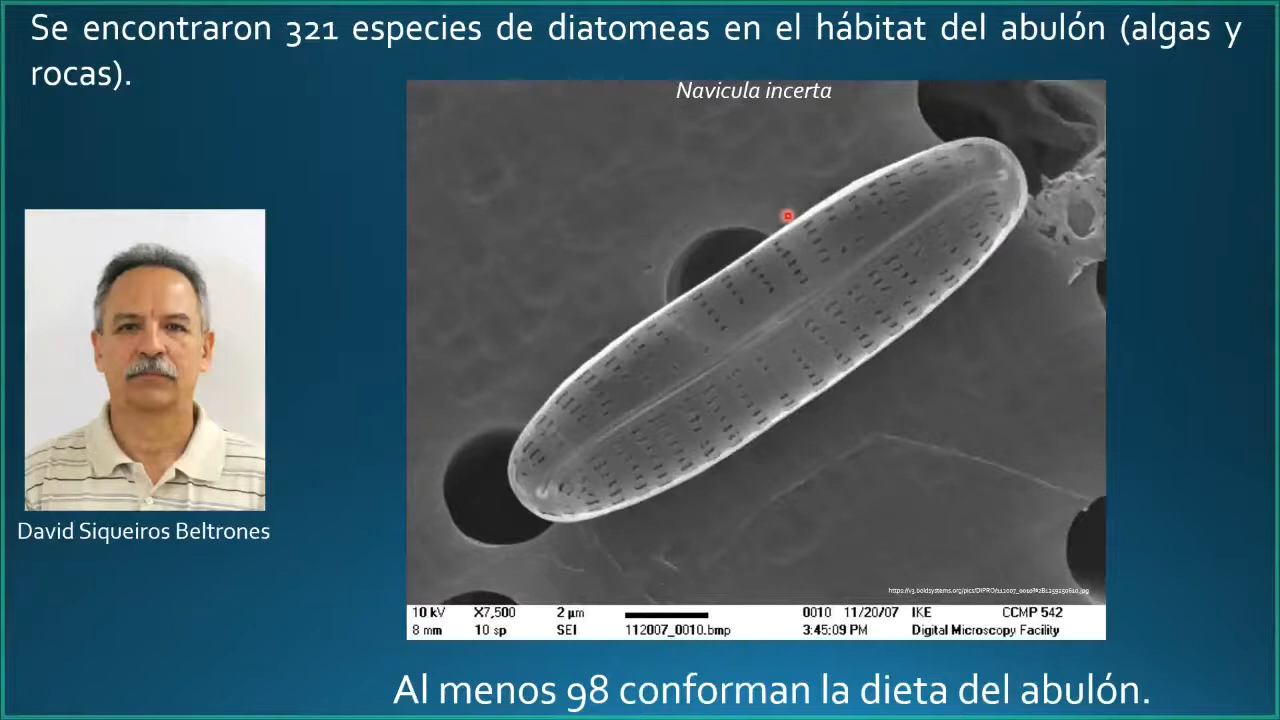 Se encontraron 321 especies de diatomeas en el hábitat del abulón (algas y
rocas).
Navicula incerta
David Siqueiros Beltrones
10 kV X7,500 2 µm 0010 11/20/07 IKE CCMP 542
8 mm 10 sp SEI 112007_0010.bmp 3:45:09 PM Digital Microscopy Facility
Al menos 98 conforman la dieta del abulón.